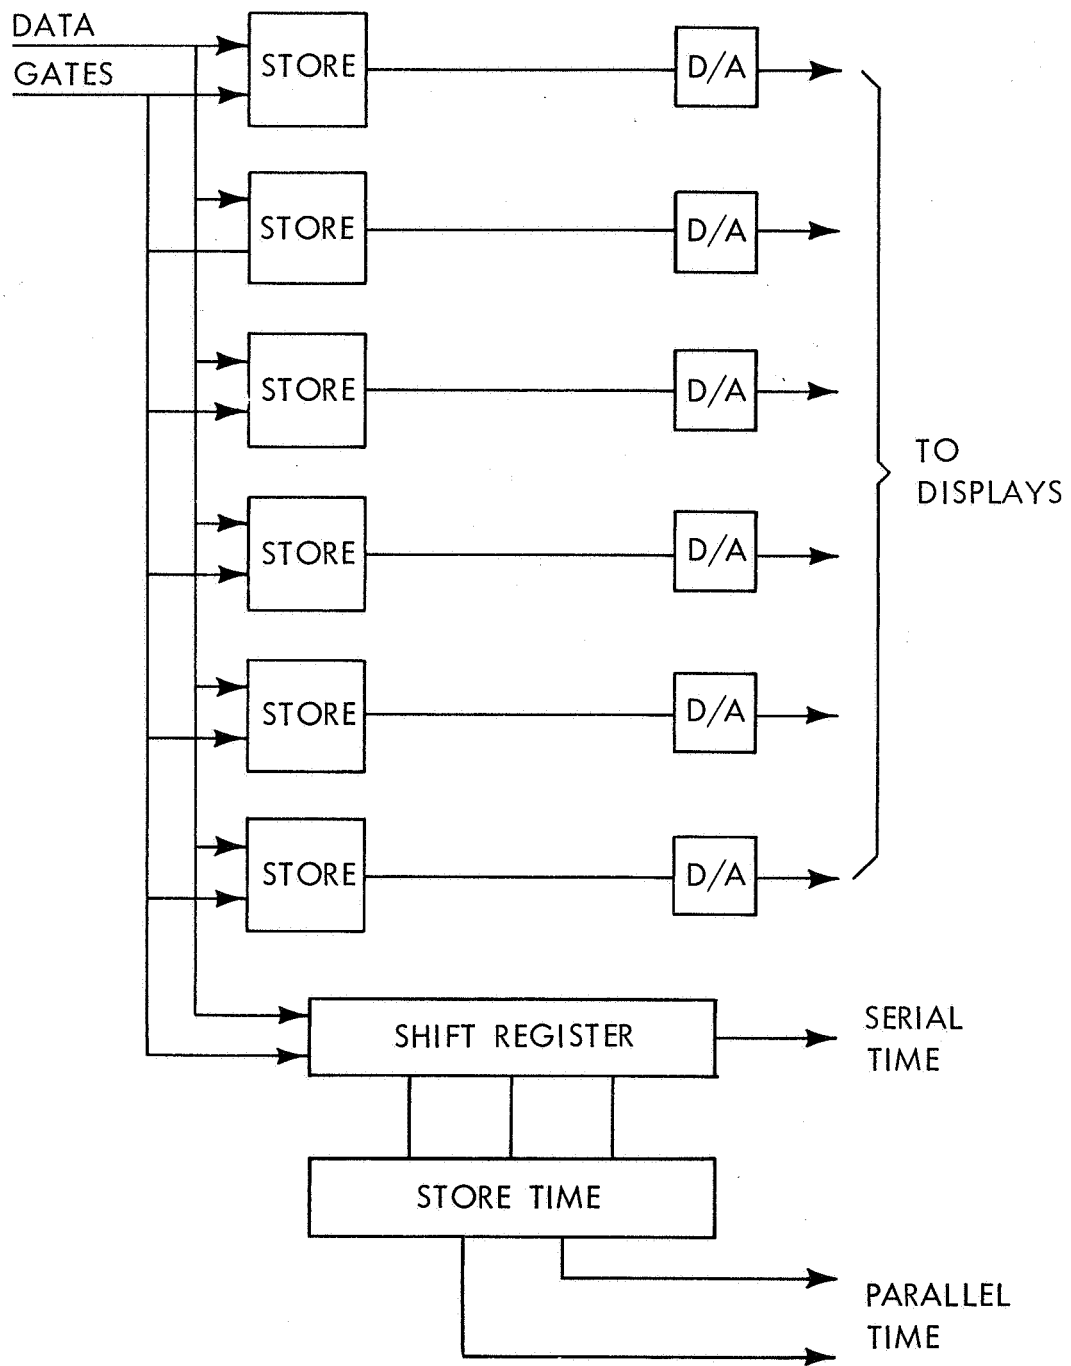 DATA
GATES
STORE
D/A
STORE
D/A
STORE
D/A
TO
DISPLAYS
STORE
D/A
STORE
D/A
STORE
D/A
SHIFT REGISTER
SERIAL
TIME
STORE TIME
PARALLEL
TIME